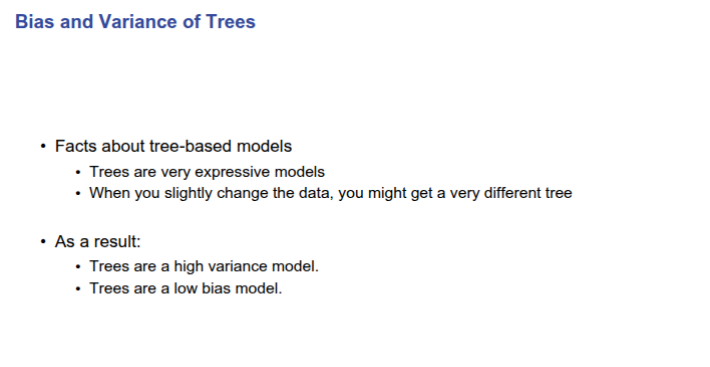 Bias and Variance of Trees
• Facts about tree-based models
• Trees are very expressive models
• When you slightly change the data, you might get a very different tree
• As a result:
• Trees are a high variance model.
• Trees are a low bias model.